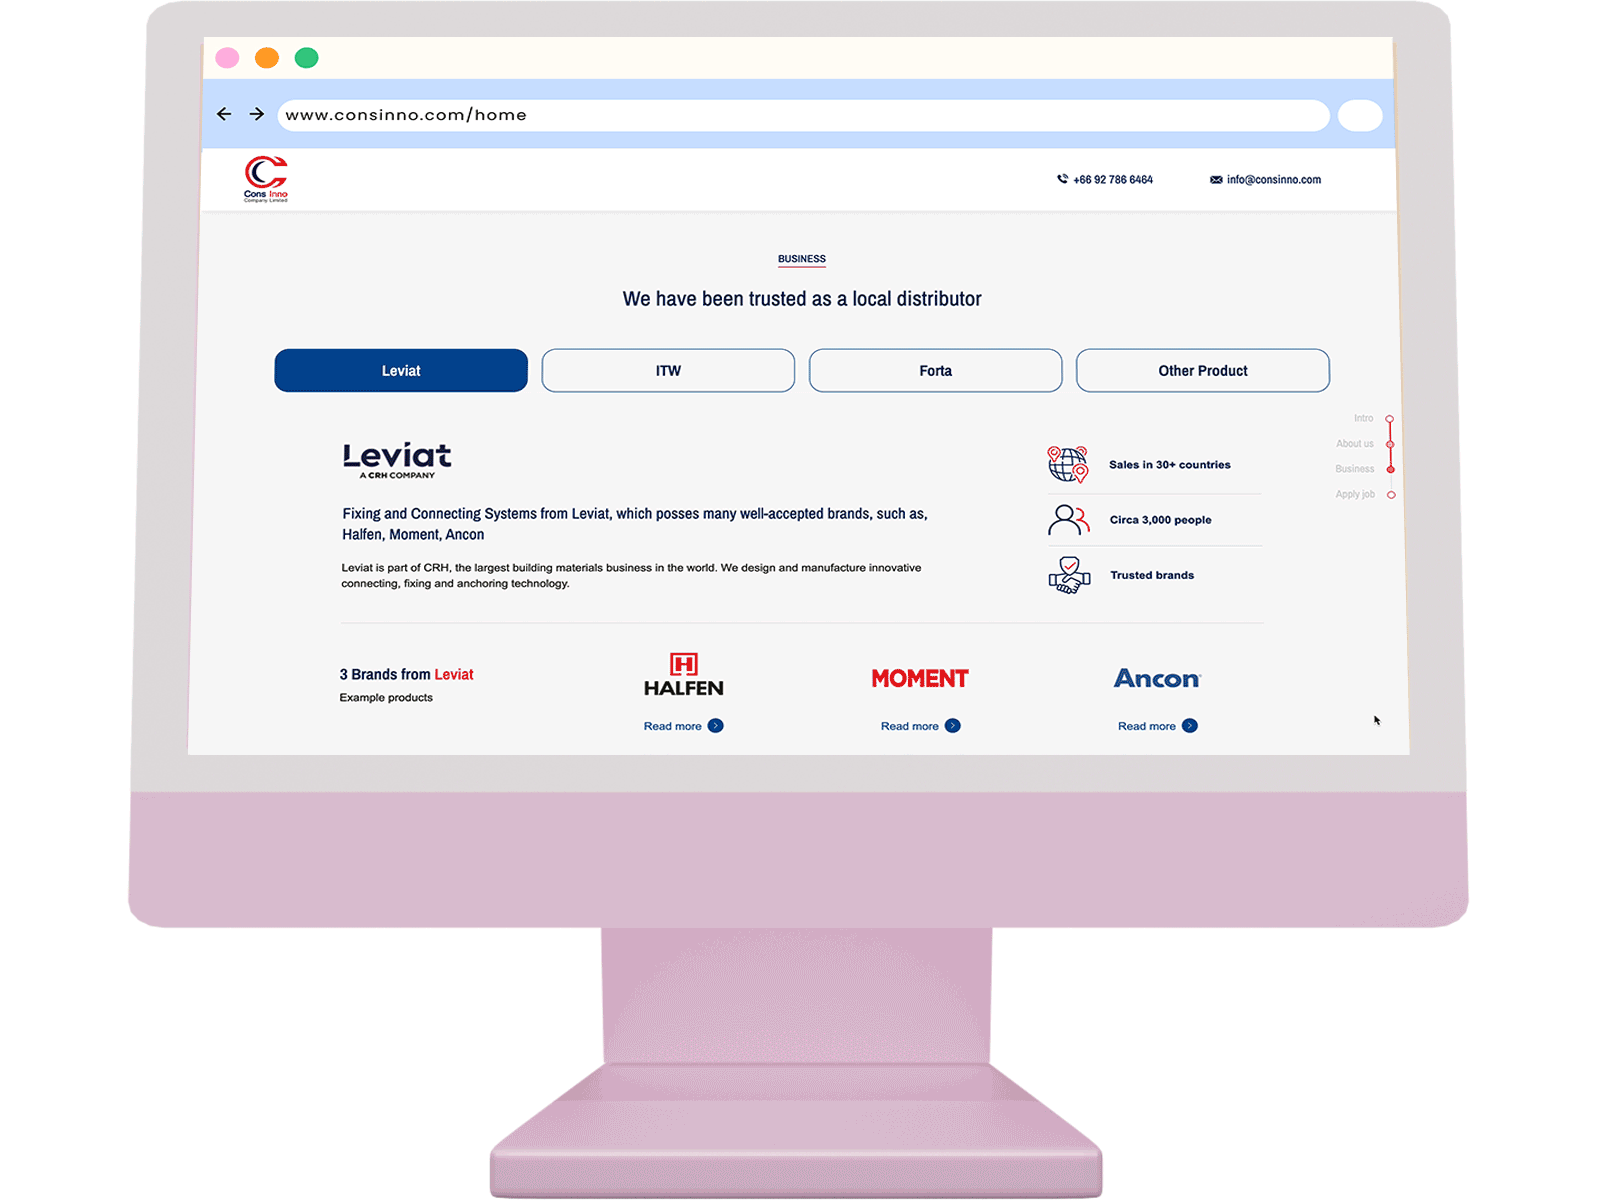 www.consinno.com/home
Cons Inno
Company Limited
+66 92 786 6464
info@consinno.com
BUSINESS
We have been trusted as a local distributor
Leviat
ITW
Forta
Other Product
Intro
About us
Business
Apply job
Leviat
A CRH COMPANY
Fixing and Connecting Systems from Leviat, which posses many well-accepted brands, such as,
Halfen, Moment, Ancon
Leviat is part of CRH, the largest building materials business in the world. We design and manufacture innovative
connecting, fixing and anchoring technology.
Sales in 30+ countries
Circa 3,000 people
Trusted brands
3 Brands from Leviat
Example products
H
HALFEN
Read more
MOMENT
Read more
Ancon
Read more